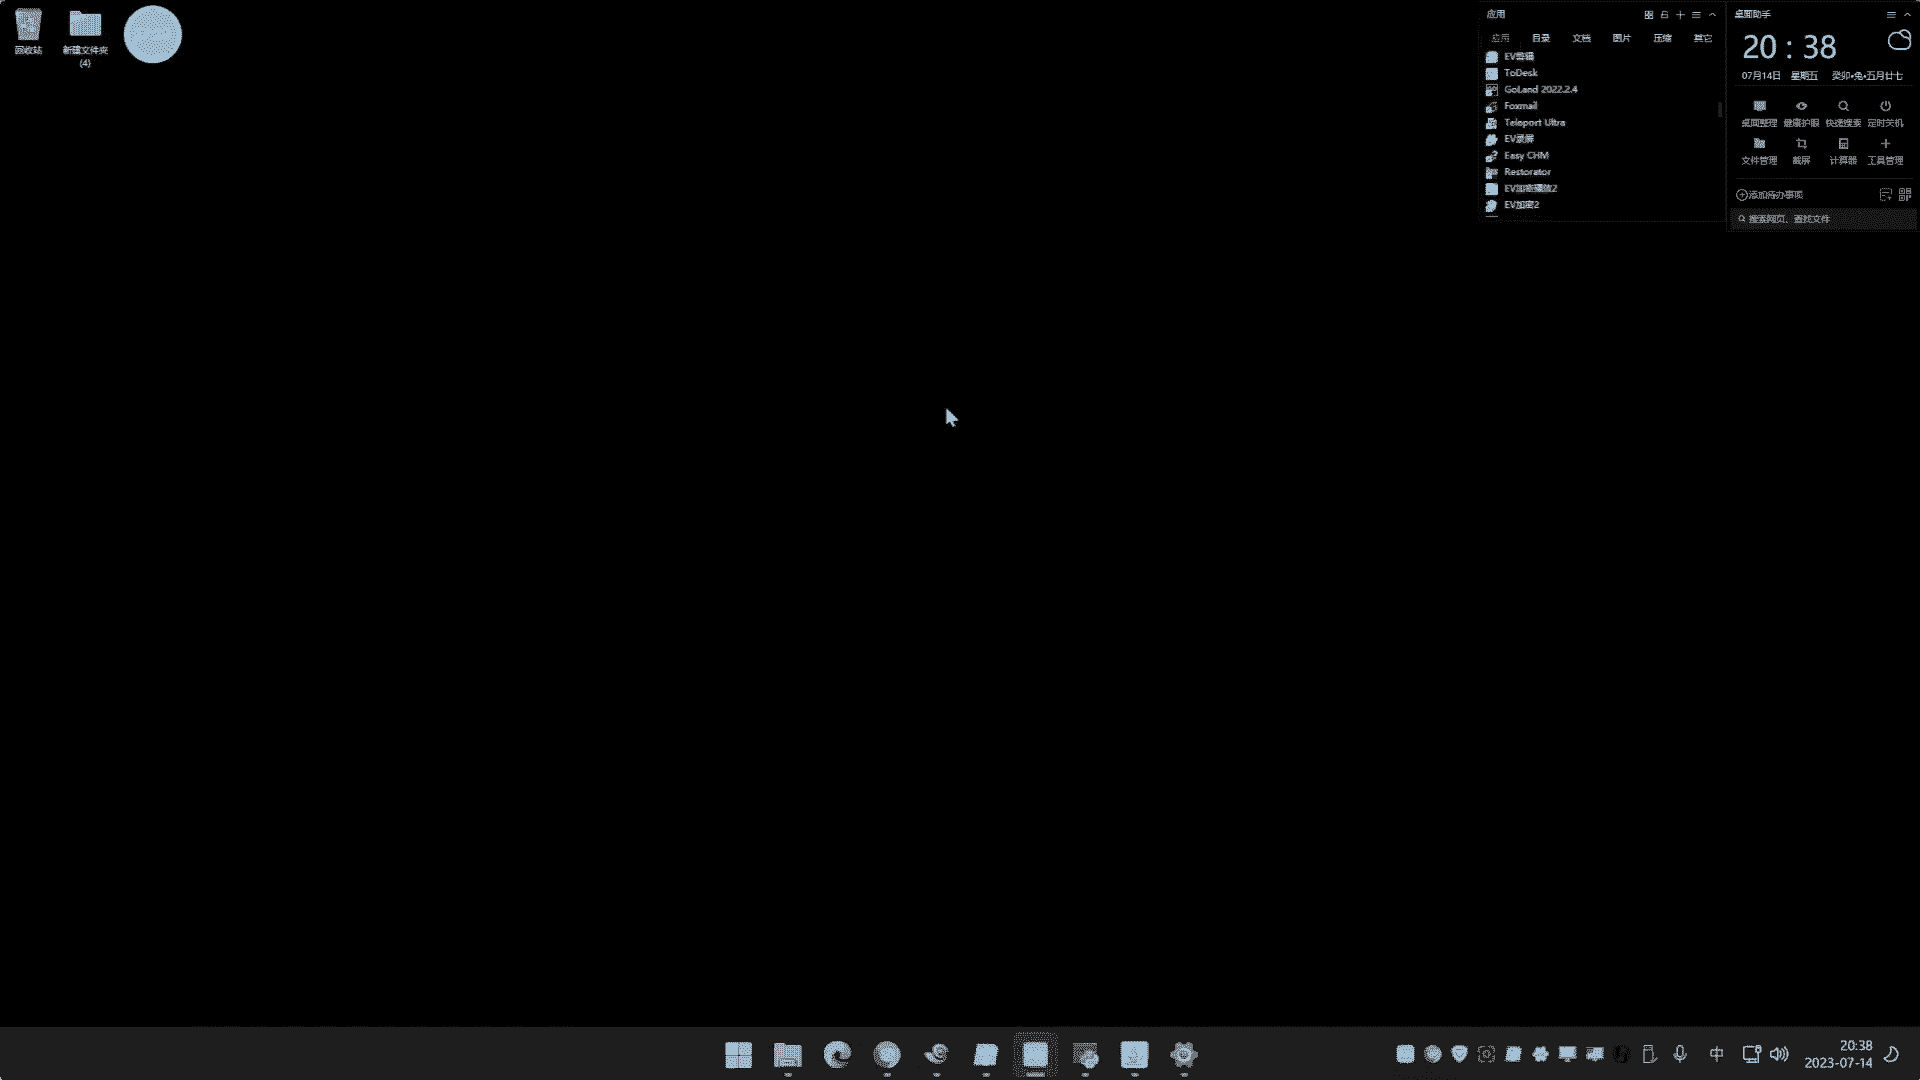 回收站
新建文件夹
(4)
应用
应用 目录 文档 图片 压缩 其它
EV剪辑
ToDesk
GoLand 2022.2.4
Foxmail
Teleport Ultra
EV录屏
Easy CHM
Restorator
EV加密播放2
EV加密2
桌面助手
20 : 38
07月14日 星期五 癸卯•兔•五月廿七
桌面整理 健康护眼 快速搜索 定时关机
文件管理 截屏 计算器 工具管理
添加待办事项
搜索网页、查找文件
中
20:38
2023-07-14